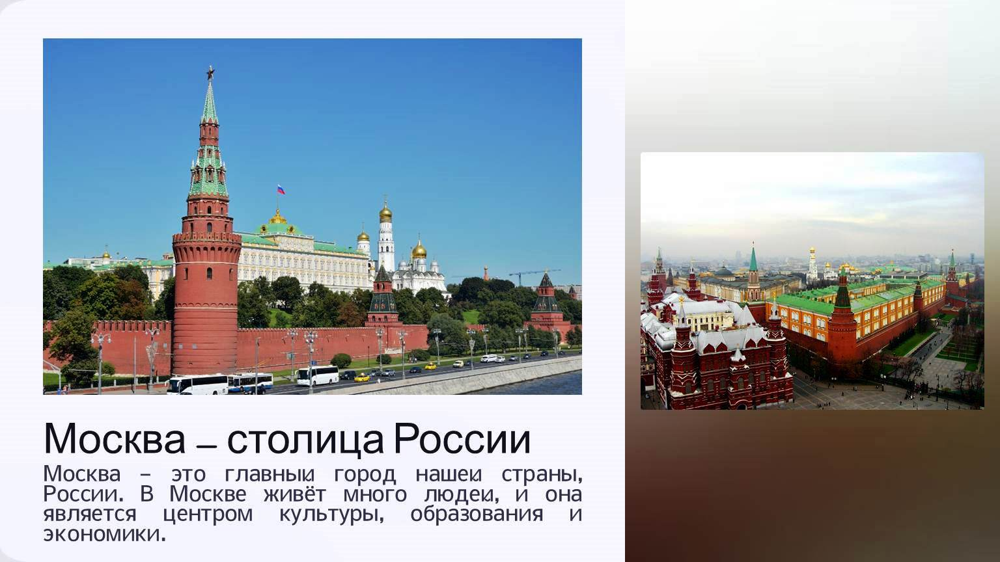 Москва – столица России
Москва – это главный город нашей страны,
России. В Москве живёт много людей, и она
является центром культуры, образования и
экономики.